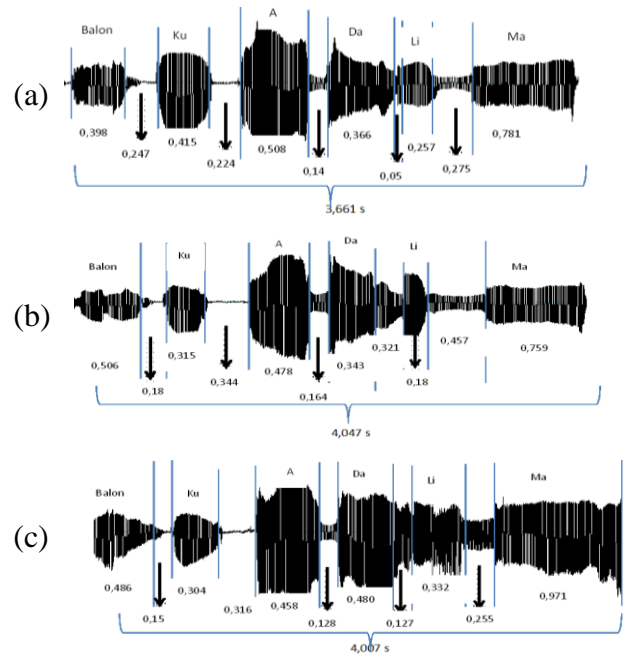 A
Balon Ku Da Li Ma
(a)
0,398 0,415 0,508 0,366 0,257 0,781
0,247 0,224 0,14 0,05 0,275
3,661 s
Balon Ku A Da Li Ma
(b)
0,506 0,315 0,478 0,343 0,321 0,457 0,759
0,18 0,344 0,164 0,18
4,047 s
Balon Ku A Da Li Ma
(c)
0,486 0,304 0,458 0,480 0,332 0,971
0,15 0,316 0,128 0,127 0,255
4,007 s